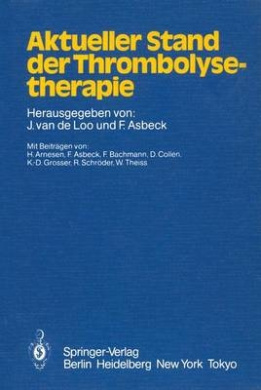 Aktueller Stand
der Thrombolyse-
therapie
Herausgegeben von:
J. van de Loo und F. Asbeck
Mit Beiträgen von:
H. Arnesen, F. Asbeck, F. Bachmann, D. Collen,
K.-D. Grosser, R. Schröder, W. Theiss
Springer-Verlag
Berlin Heidelberg New York Tokyo